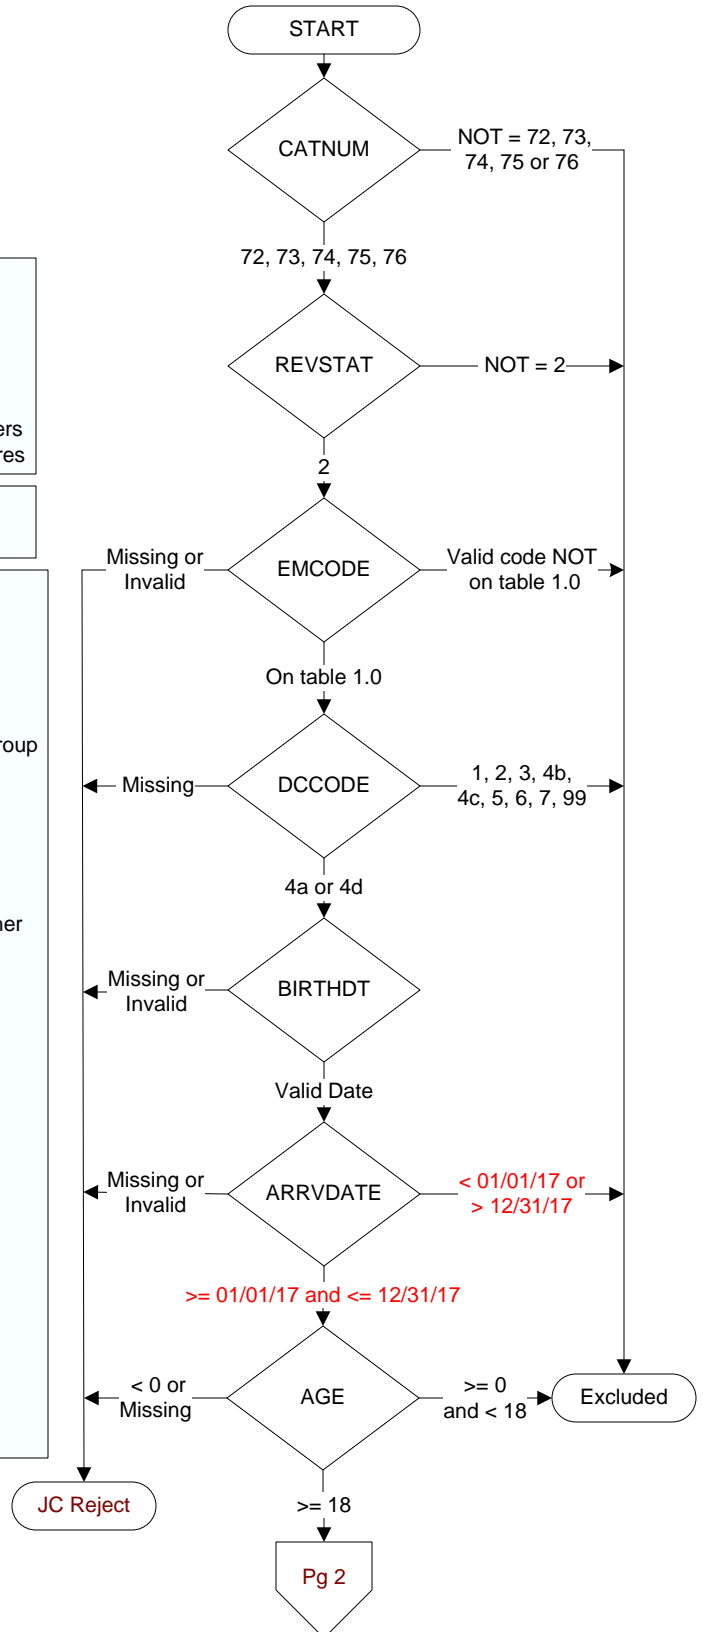 START
CATNUM
NOT = 72, 73,
74, 75 or 76
72, 73, 74, 75, 76
REVSTAT
NOT = 2
ers
res
2
Missing or
Invalid
EMCODE
Valid code NOT
on table 1.0
On table 1.0
roup
Missing
DCCODE
1, 2, 3, 4b,
4c, 5, 6, 7, 99
4a or 4d
ner
Missing or
Invalid
BIRTHDT
Valid Date
Missing or
Invalid
ARRVDATE
< 01/01/17 or
> 12/31/17
>= 01/01/17 and <= 12/31/17
< 0 or
Missing
AGE
>= 0
and < 18
Excluded
JC Reject
>= 18
Pg 2